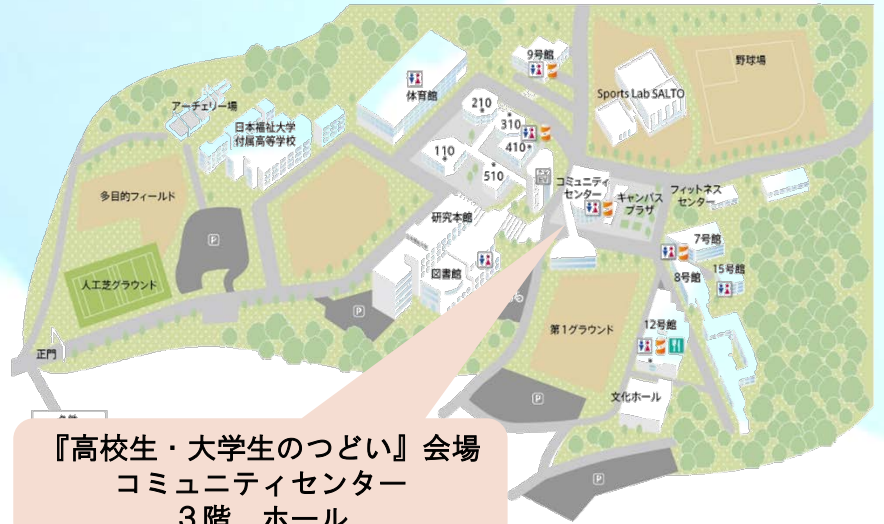 9号館
野球場
体育館
Sports Lab SALTO
アーチェリー場
210
310
日本福祉大学
付属高等学校
410
110
510
コミュニティ
センター
キャンパス
プラザ
フィットネス
センター
多目的フィールド
研究本館
P
7号館
図書館
8号館
15号館
人工芝グラウンド
P
第1グラウンド
12号館
正門
P
文化ホール
『高校生・大学生のつどい』会場
コミュニティセンター
3階 ホール
P